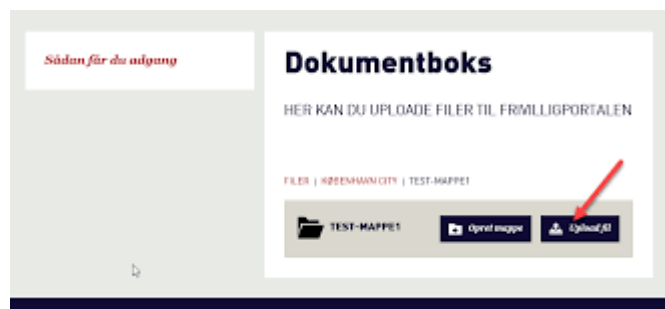 Sådan får du adgang
Dokumentboks
HER KAN DU UPLOADE FILER TIL FRIVILLIGPORTALEN
FILER | KØBENHAVN CITY | TEST-MAPPE1
TEST-MAPPE1
Opret mappe
Upload fil